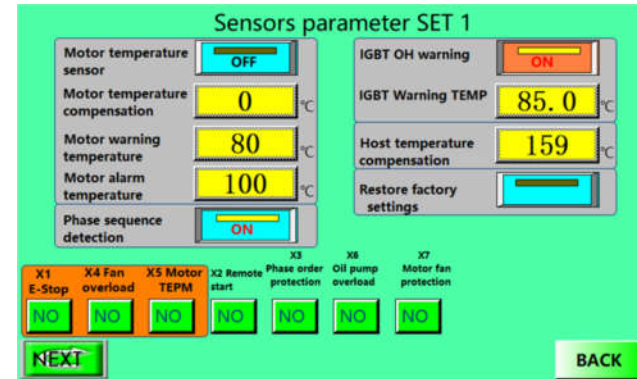 Sensors parameter SET 1
Motor temperature
sensor
OFF
Motor temperature
compensation
0
℃
Motor warning
temperature
80
℃
Motor alarm
temperature
100
℃
Phase sequence
detection
ON
IGBT OH warning
ON
IGBT Warning TEMP
85.0
℃
Host temperature
compensation
159
℃
Restore factory
settings
X1
E-Stop
NO
X4 Fan
overload
NO
X5 Motor
TEPM
NO
X2 Remote
start
NO
X3
Phase order
protection
NO
X6
Oil pump
overload
NO
X7
Motor fan
protection
NO
NEXT
BACK